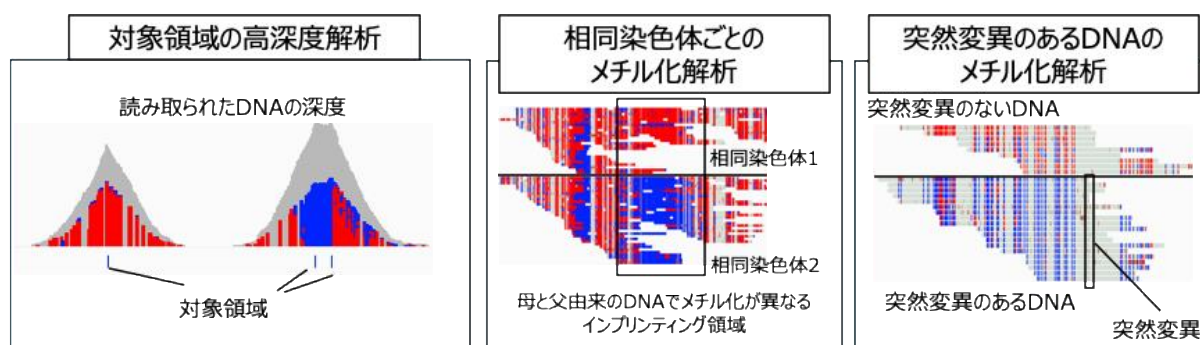 対象領域の高深度解析
読み取られたDNAの深度
対象領域
相同染色体ごとの
メチル化解析
相同染色体1
相同染色体2
母と父由来のDNAでメチル化が異なる
インプリンティング領域
突然変異のあるDNAの
メチル化解析
突然変異のないDNA
突然変異のあるDNA
突然変異